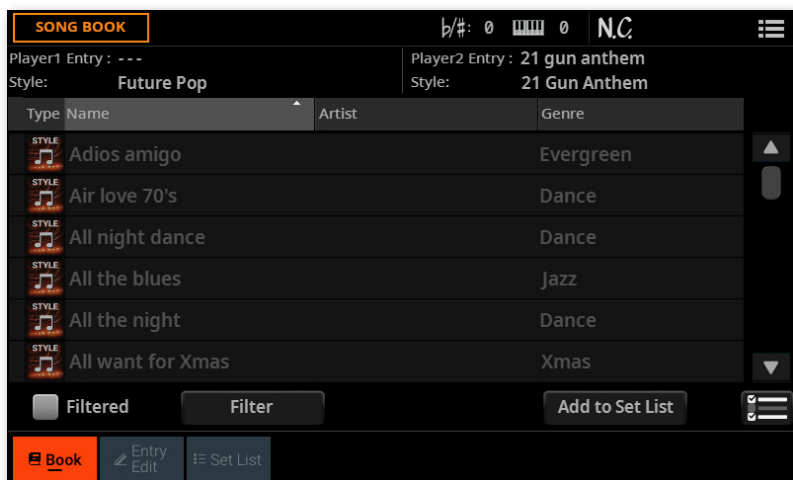 SONG BOOK ♭/#: 0 0 N.C.
Player1 Entry : --- Player2 Entry : 21 gun anthem
Style: Future Pop Style: 21 Gun Anthem
Type Name Artist Genre
STYLE Adios amigo Evergreen
STYLE Air love 70's Dance
STYLE All night dance Dance
STYLE All the blues Jazz
STYLE All the night Dance
STYLE All want for Xmas Xmas
Filtered Filter Add to Set List
Book Entry Edit Set List